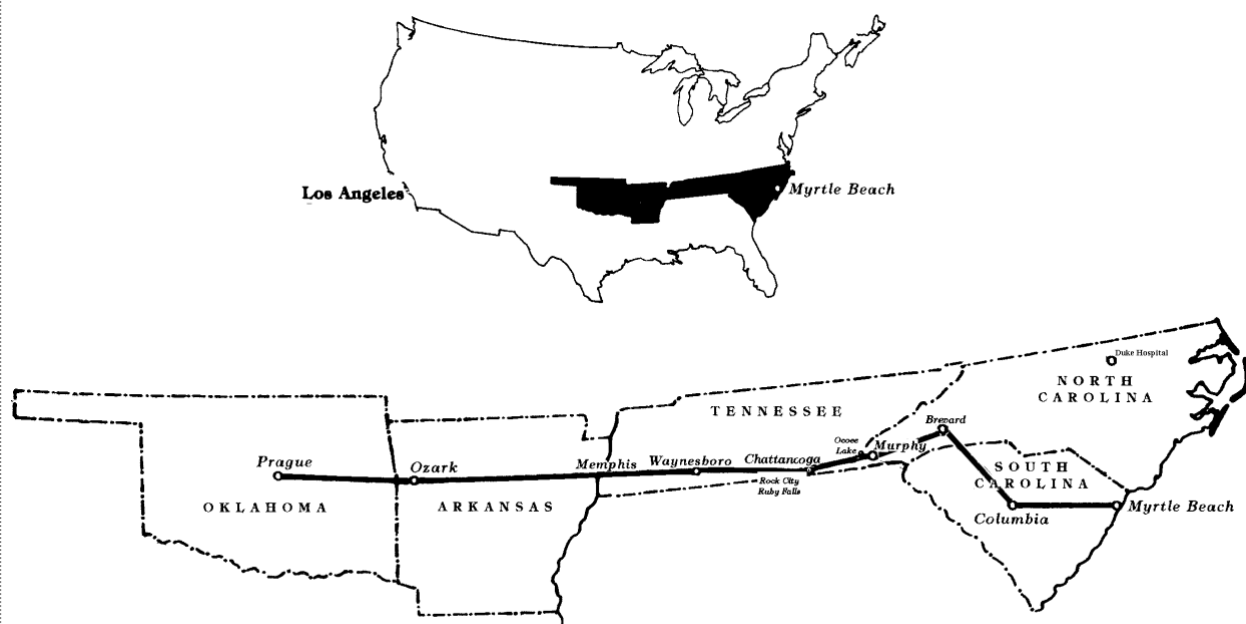 Los Angeles
Myrtle Beach
Duke Hospital
NORTH
CAROLINA
TENNESSEE
Brevard
Ocoee
Lake
Murphy
Prague
Ozark
Memphis
Waynesboro
Chattanooga
Rock City
Ruby Falls
SOUTH
CAROLINA
OKLAHOMA
ARKANSAS
Columbia
Myrtle Beach